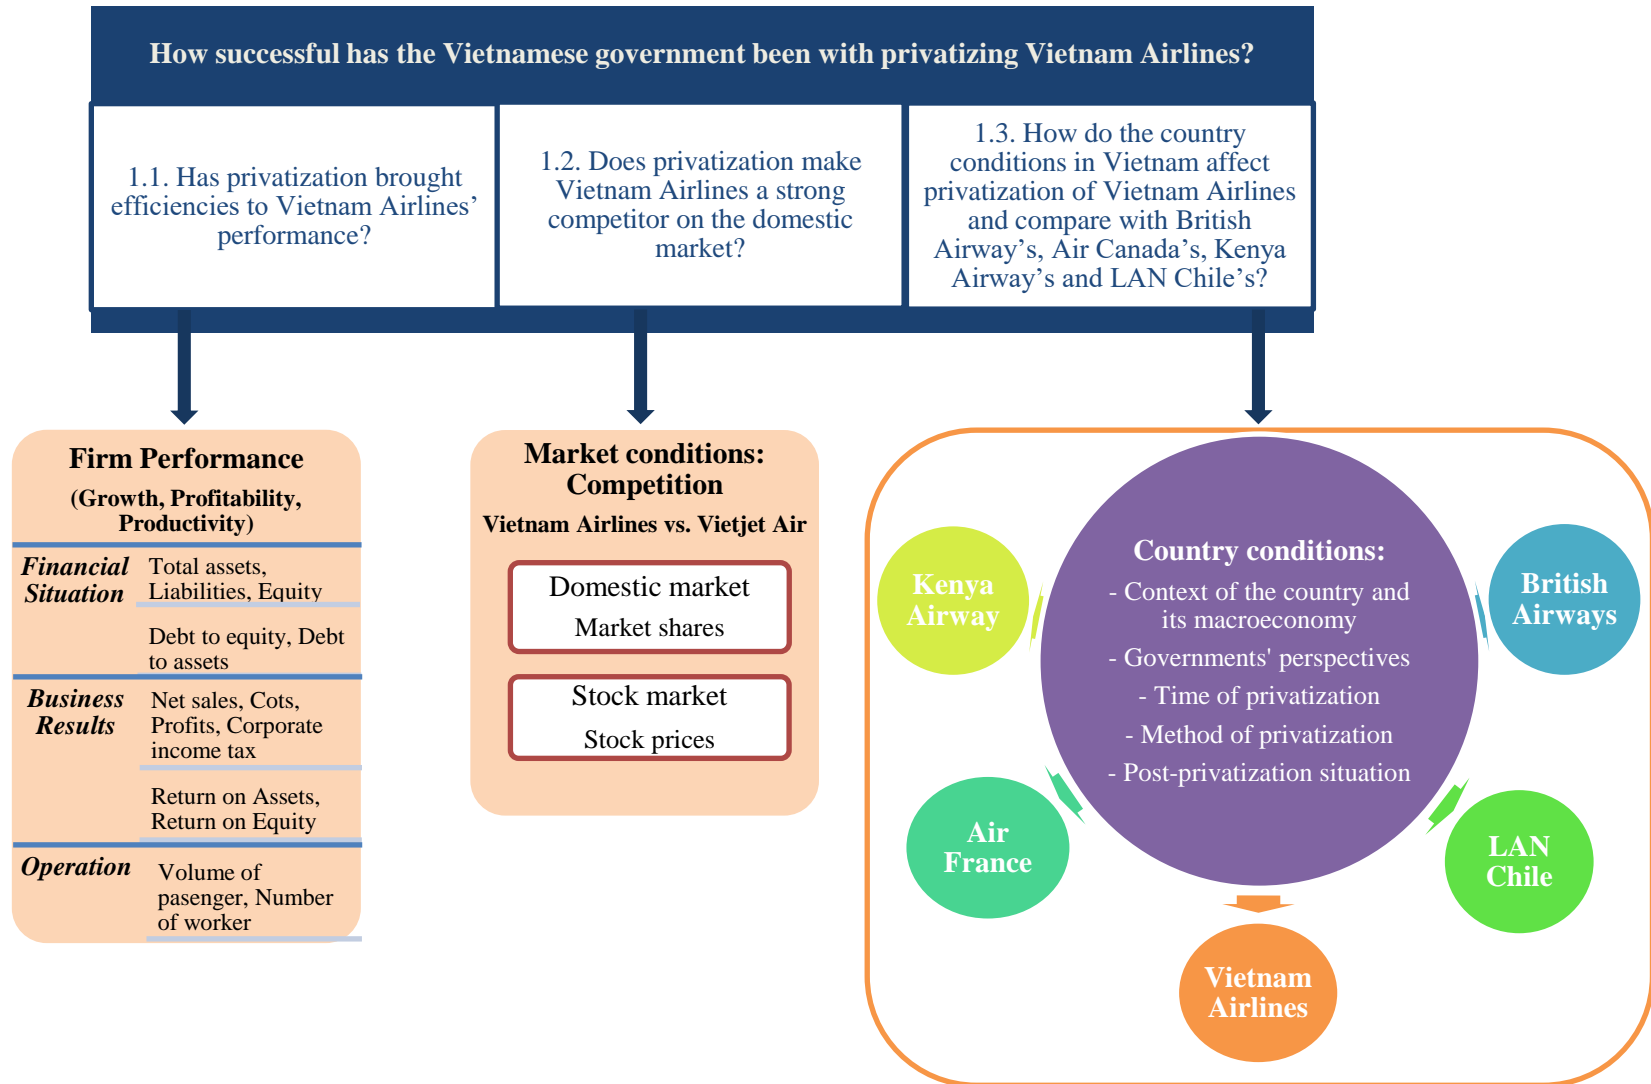 How successful has the Vietnamese government been with privatizing Vietnam Airlines?
1.1. Has privatization brought
efficiencies to Vietnam Airlines’
performance?
1.2. Does privatization make
Vietnam Airlines a strong
competitor on the domestic
market?
1.3. How do the country
conditions in Vietnam affect
privatization of Vietnam Airlines
and compare with British
Airway’s, Air Canada’s, Kenya
Airway’s and LAN Chile’s?
Firm Performance
(Growth, Profitability,
Productivity)
Financial
Situation
Total assets,
Liabilities, Equity
Debt to equity, Debt
to assets
Business
Results
Net sales, Cots,
Profits, Corporate
income tax
Return on Assets,
Return on Equity
Operation
Volume of
pasenger, Number
of worker
Market conditions:
Competition
Vietnam Airlines vs. Vietjet Air
Domestic market
Market shares
Stock market
Stock prices
Country conditions:
- Context of the country and
its macroeconomy
- Governments' perspectives
- Time of privatization
- Method of privatization
- Post-privatization situation
Kenya
Airway
British
Airways
Air
France
LAN
Chile
Vietnam
Airlines